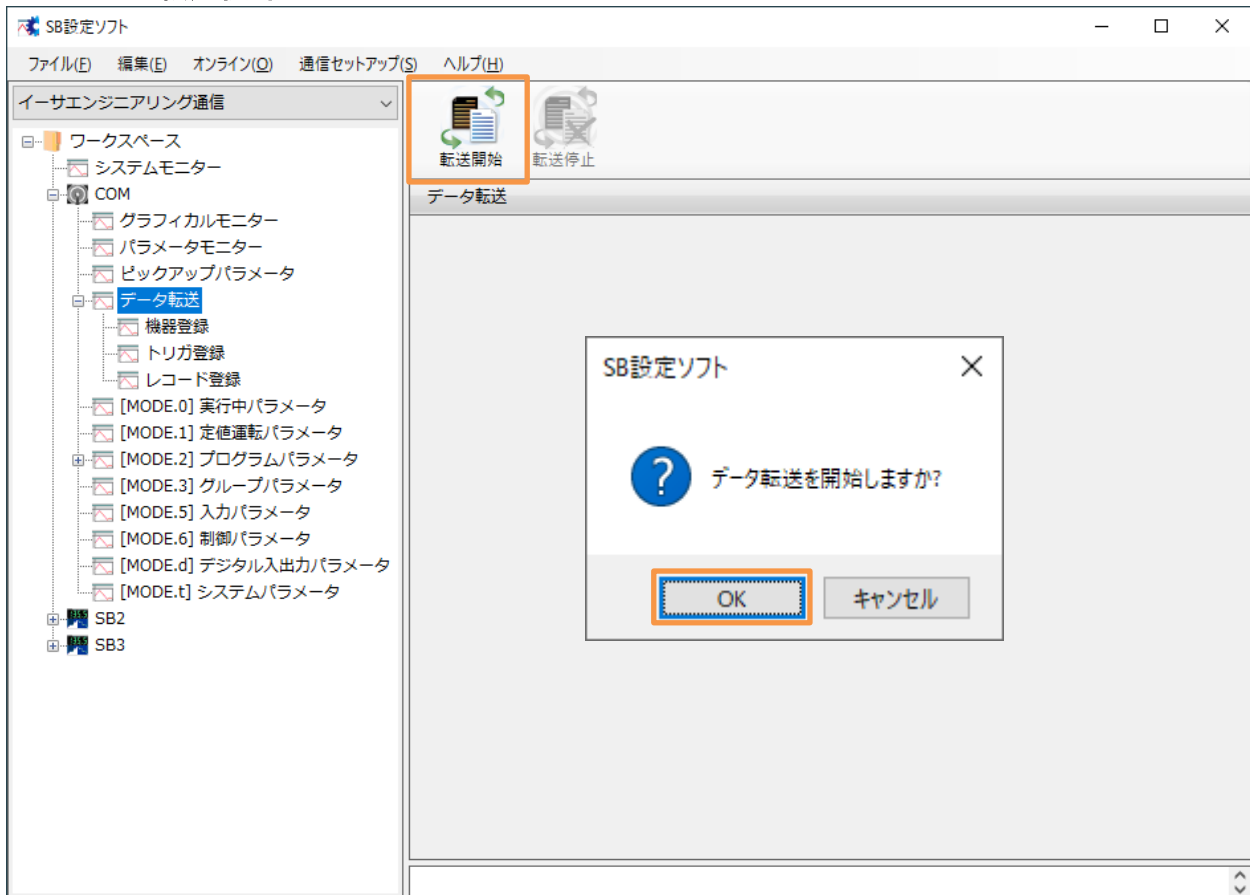 SB設定ソフト
ファイル(F) 編集(E) オンライン(O) 通信セットアップ(S) ヘルプ(H)
イーサエンジニアリング通信
転送開始
転送停止
ワークスペース
システムモニター
COM
グラフィカルモニター
パラメータモニター
ピックアップパラメータ
データ転送
機器登録
トリガ登録
レコード登録
[MODE.0] 実行中パラメータ
[MODE.1] 定値運転パラメータ
[MODE.2] プログラムパラメータ
[MODE.3] グループパラメータ
[MODE.5] 入力パラメータ
[MODE.6] 制御パラメータ
[MODE.d] デジタル入出力パラメータ
[MODE.t] システムパラメータ
SB2
SB3
データ転送
SB設定ソフト
データ転送を開始しますか?
OK
キャンセル